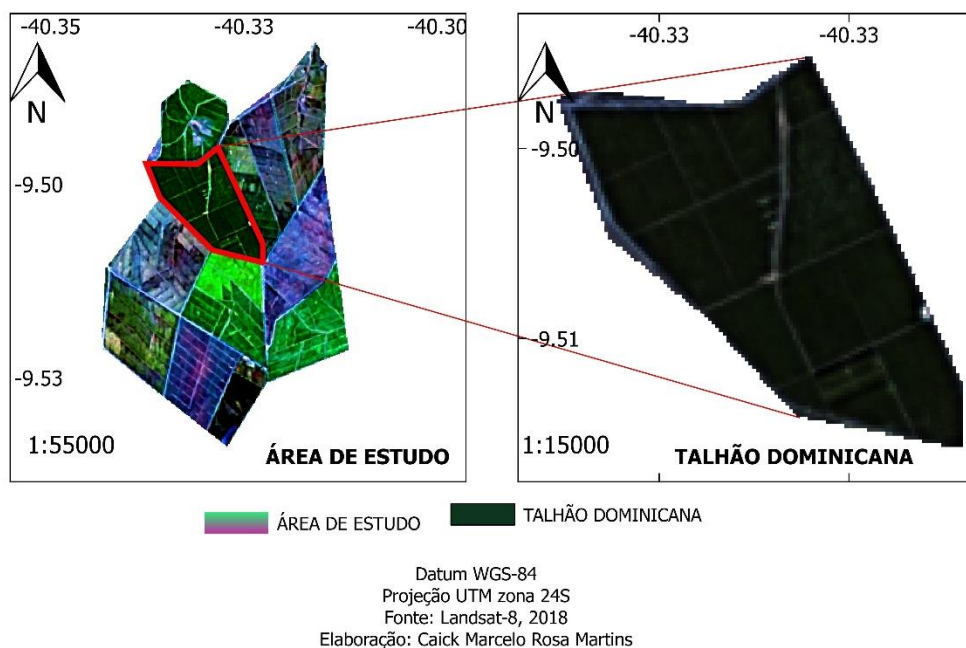 -40.35
-40.33
-40.30
N
-9.50
-9.53
1:55000
ÁREA DE ESTUDO
-40.33
-40.33
N
-9.50
-9.51
1:15000
TALHÃO DOMINICANA
ÁREA DE ESTUDO
TALHÃO DOMINICANA
Datum WGS-84
Projeção UTM zona 24S
Fonte: Landsat-8, 2018
Elaboração: Caick Marcelo Rosa Martins